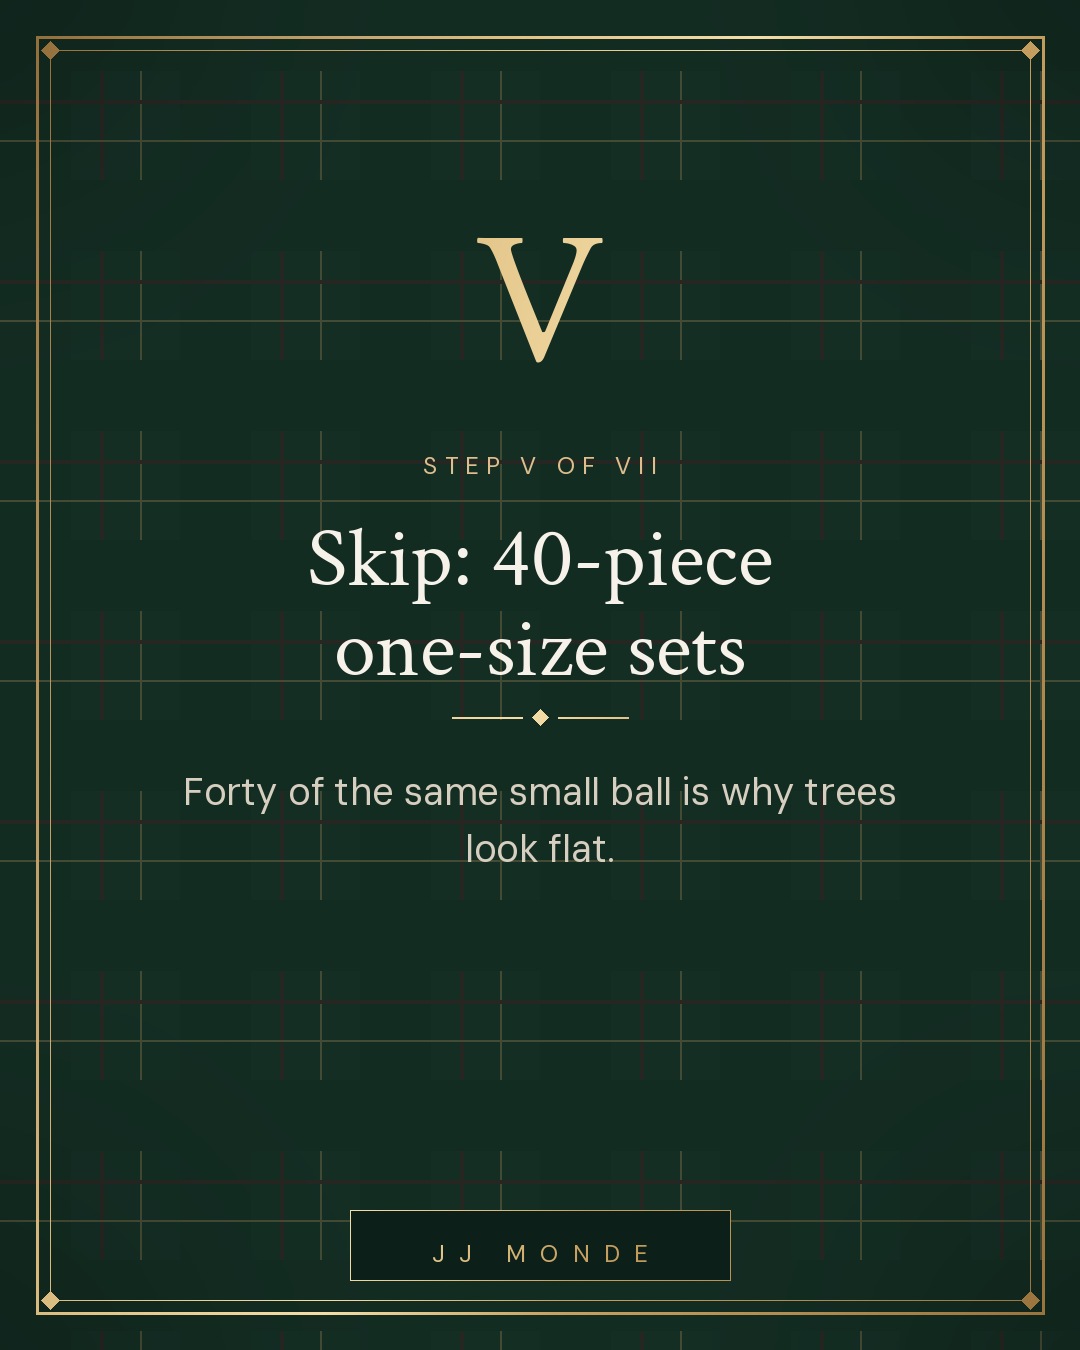 V
STEP V OF VII
Skip: 40-piece
one-size sets
Forty of the same small ball is why trees
look flat.
JJ MONDE